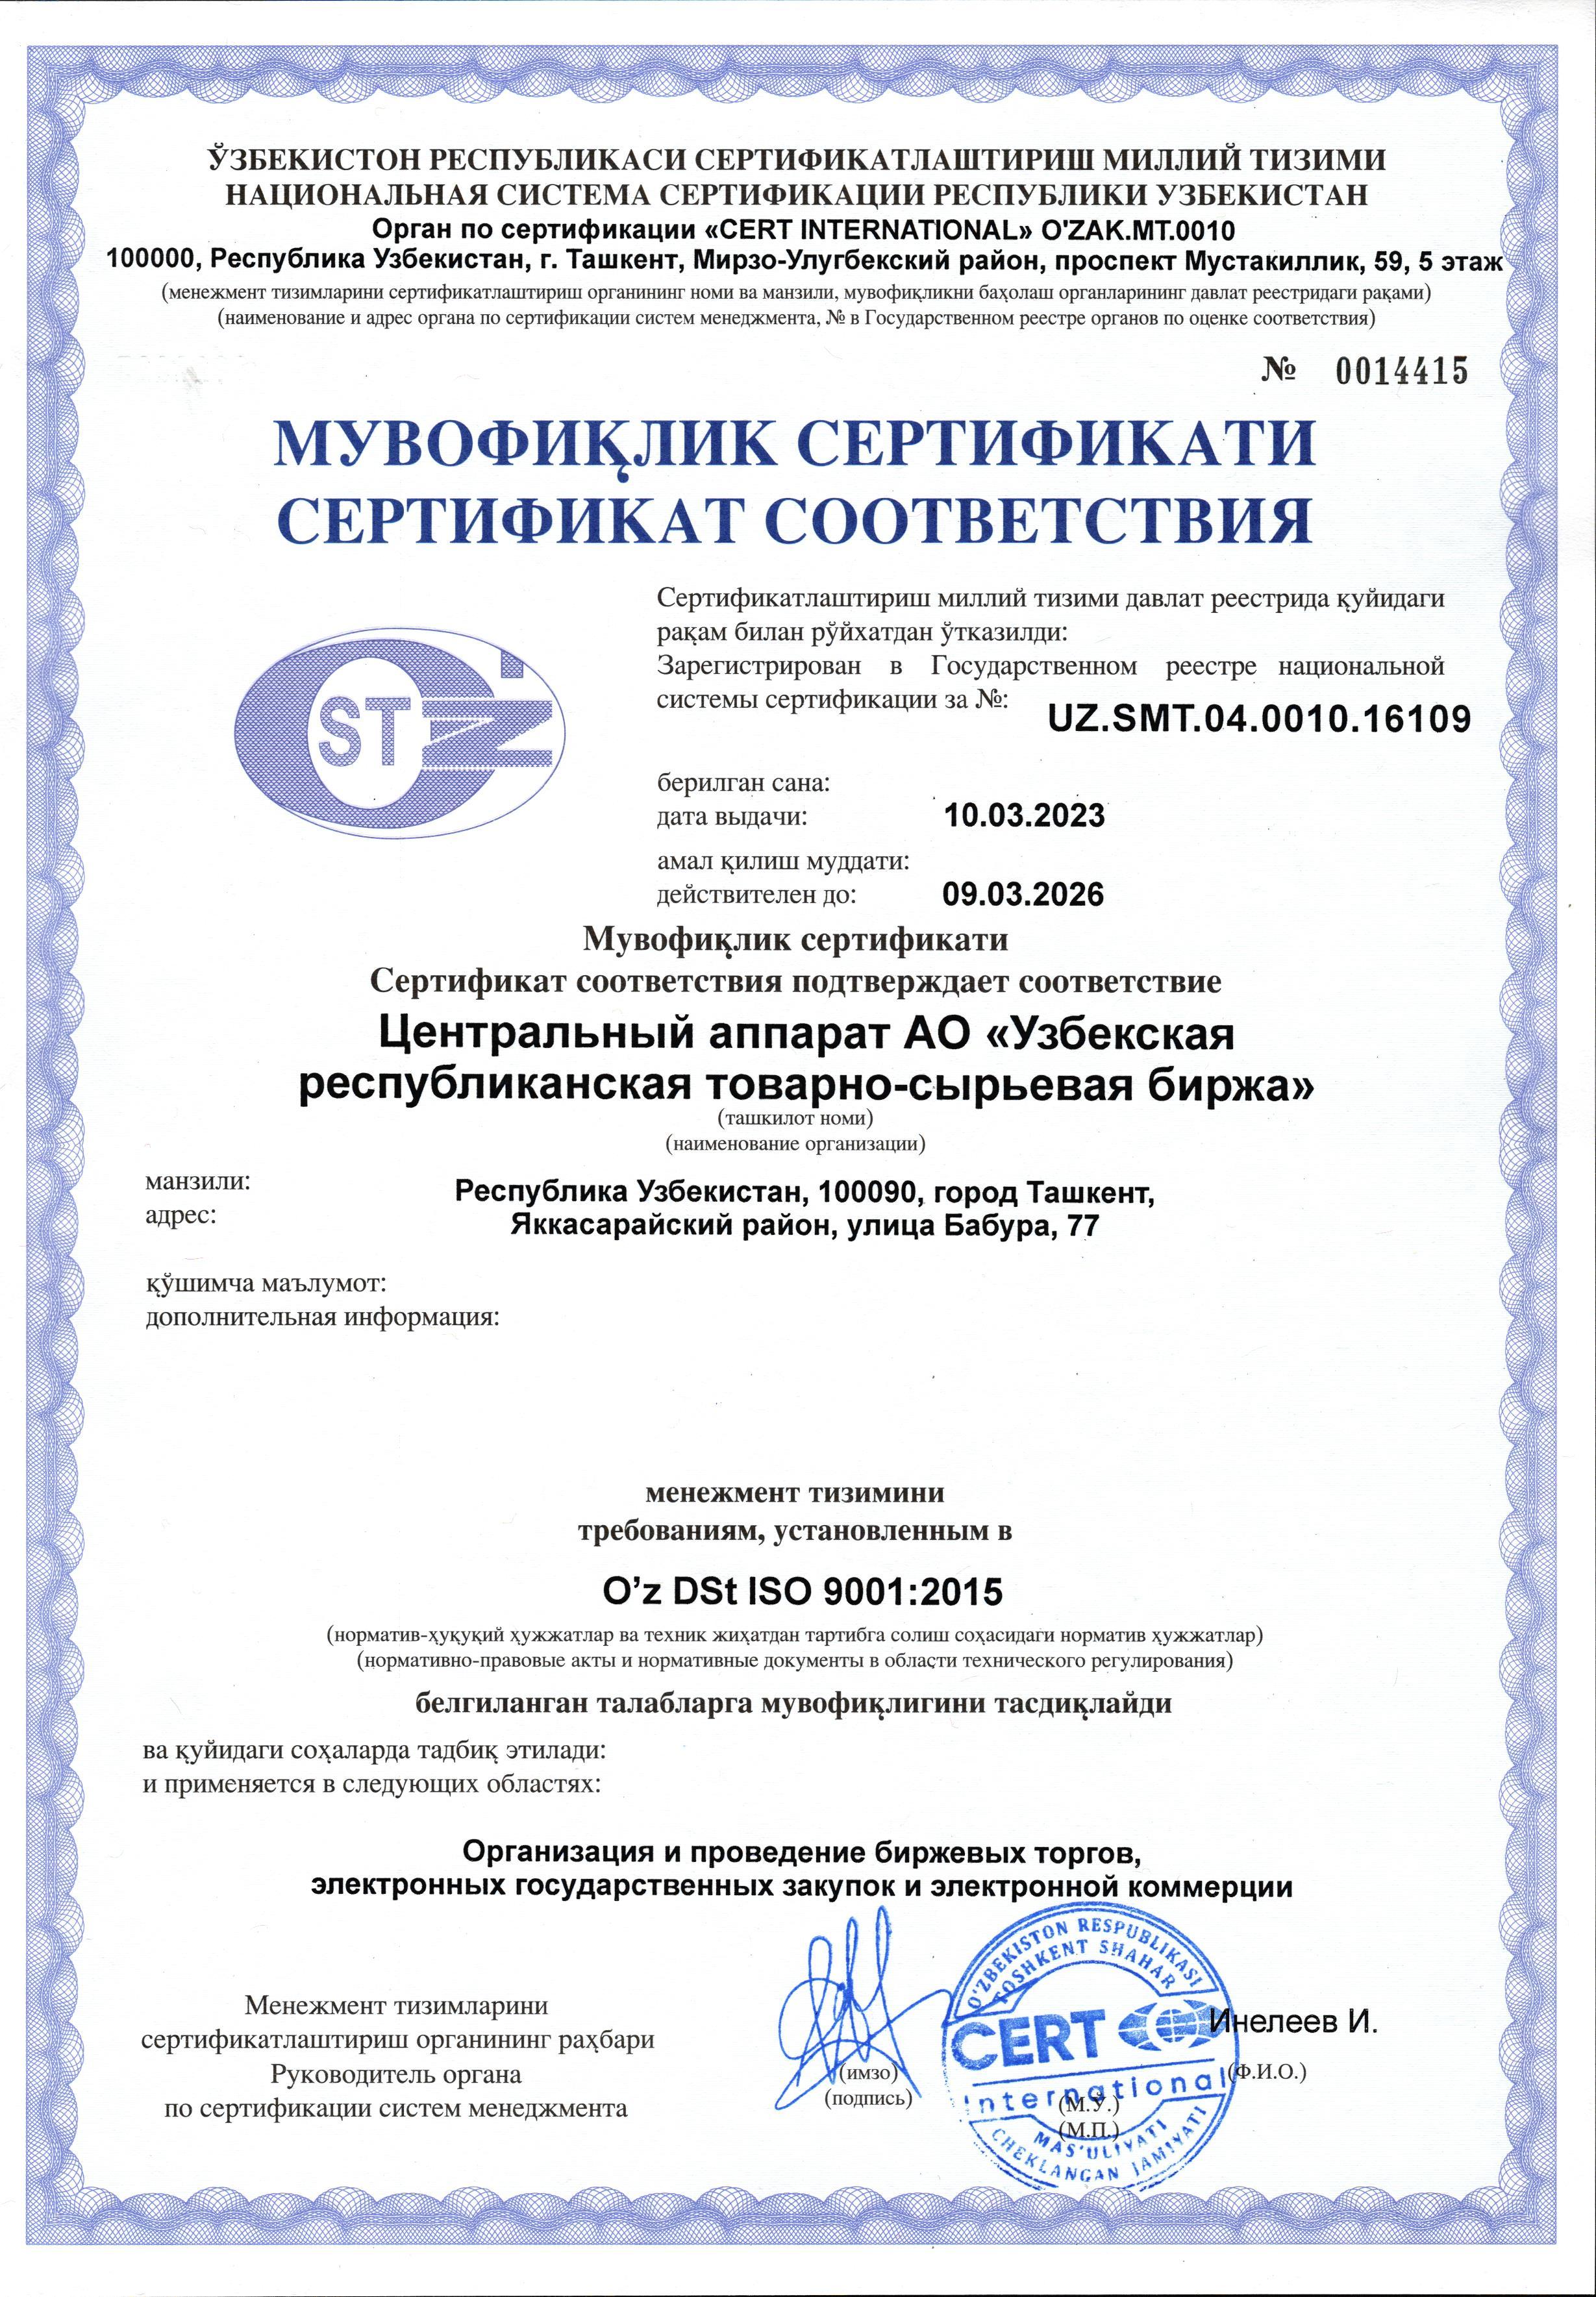 ЎЗБЕКИСТОН РЕСПУБЛИКАСИ СЕРТИФИКАТЛАШТИРИШ МИЛЛИЙ ТИЗИМИ
НАЦИОНАЛЬНАЯ СИСТЕМА СЕРТИФИКАЦИИ РЕСПУБЛИКИ УЗБЕКИСТАН
Орган по сертификации «CERT INTERNATIONAL» O'ZAK.MT.0010
100000, Республика Узбекистан, г. Ташкент, Мирзо-Улугбекский район, проспект Мустакиллик, 59, 5 этаж
(менежмент тизимларини сертификатлаштириш органининг номи ва манзили, мувофиқликни баҳолаш органларининг давлат реестридаги рақами)
(наименование и адрес органа по сертификации систем менеджмента, № в Государственном реестре органов по оценке соответствия)
№ 0014415
МУВОФИҚЛИК СЕРТИФИКАТИ
СЕРТИФИКАТ СООТВЕТСТВИЯ
Сертификатлаштириш миллий тизими давлат реестрида қуйидаги
рақам билан рўйхатдан ўтказилди:
Зарегистрирован в Государственном реестре национальной
системы сертификации за №:
UZ.SMT.04.0010.16109
ST
берилган сана:
дата выдачи: 10.03.2023
амал қилиш муддати:
действителен до: 09.03.2026
Мувофиқлик сертификати
Сертификат соответствия подтверждает соответствие
Центральный аппарат АО «Узбекская
республиканская товарно-сырьевая биржа»
(ташкилот номи)
(наименование организации)
манзили:
адрес:
Республика Узбекистан, 100090, город Ташкент,
Яккасарайский район, улица Бабура, 77
қўшимча маълумот:
дополнительная информация:
менежмент тизимини
требованиям, установленным в
O’z DSt ISO 9001:2015
(норматив-ҳуқуқий ҳужжатлар ва техник жиҳатдан тартибга солиш соҳасидаги норматив ҳужжатлар)
(нормативно-правовые акты и нормативные документы в области технического регулирования)
белгиланган талабларга мувофиқлигини тасдиқлайди
ва қуйидаги соҳаларда тадбиқ этилади:
и применяется в следующих областях:
Организация и проведение биржевых торгов,
электронных государственных закупок и электронной коммерции
Менежмент тизимларини
сертификатлаштириш органининг раҳбари
Руководитель органа
по сертификации систем менеджмента
(имзо)
(подпись)
O'ZBEKISTON RESPUBLIKASI
TOSHKENT SHAHAR
CERT
International
MAS'ULIYATI
CHEKLANGAN JAMIYATI
(М.Ў.)
(М.П.)
Инелеев И.
(Ф.И.О.)